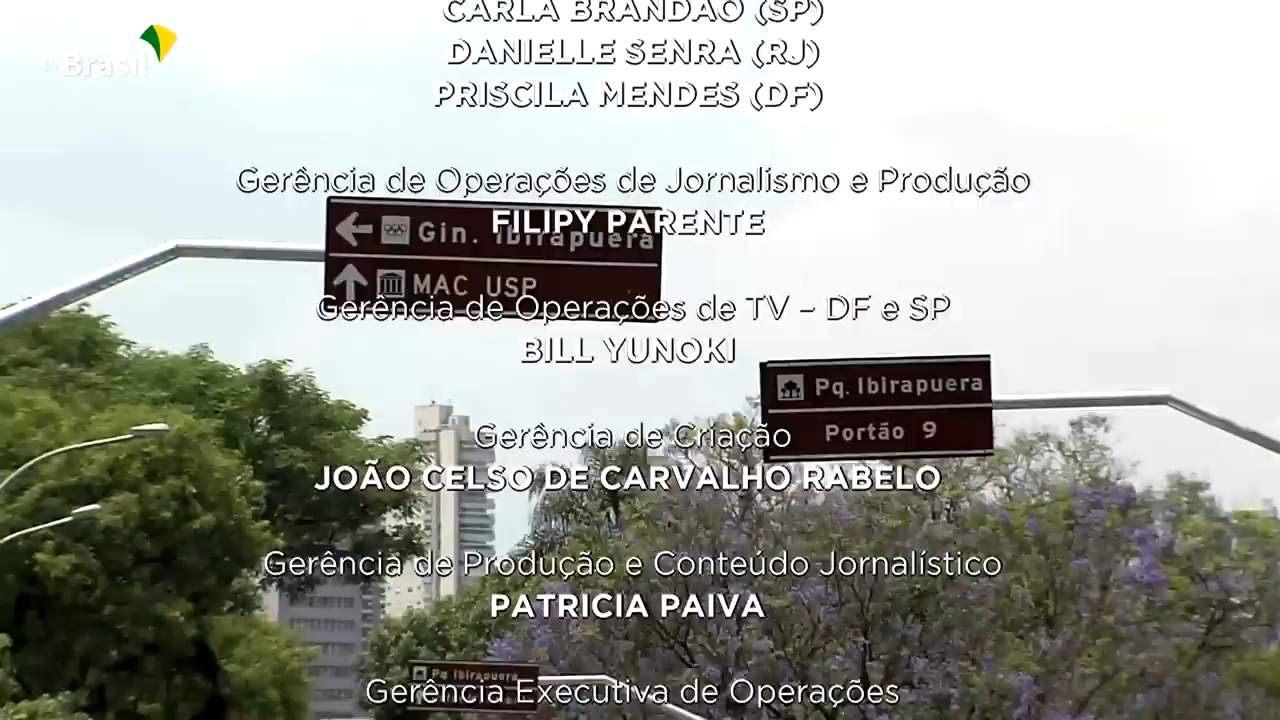 CARLA BRANDÃO (SP)
tv Brasil
DANIELLE SENRA (RJ)
PRISCILA MENDES (DF)
Gerência de Operações de Jornalismo e Produção
FILIPY PARENTE
Gin. Ibirapuera
MAC USP
Gerência de Operações de TV – DF e SP
BILL YUNOKI
Pq. Ibirapuera
Portão 9
Gerência de Criação
JOÃO CELSO DE CARVALHO RABELO
Gerência de Produção e Conteúdo Jornalístico
PATRICIA PAIVA
Pq Ibirapuera
Gerência Executiva de Operações